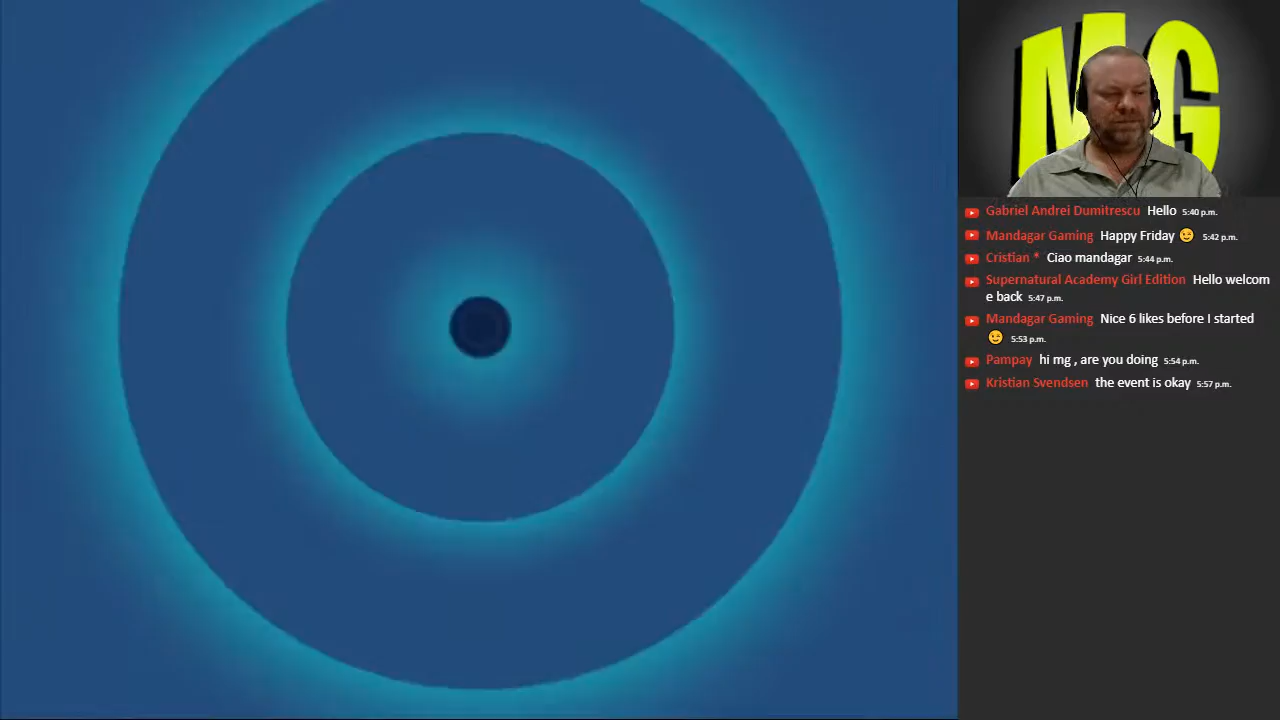 MG
Gabriel Andrei Dumitrescu Hello 5:40 p.m.
Mandagar Gaming Happy Friday 😉 5:42 p.m.
Cristian * Ciao mandagar 5:44 p.m.
Supernatural Academy Girl Edition Hello welcom
e back 5:47 p.m.
Mandagar Gaming Nice 6 likes before I started
😉 5:53 p.m.
Pampay hi mg , are you doing 5:54 p.m.
Kristian Svendsen the event is okay 5:57 p.m.